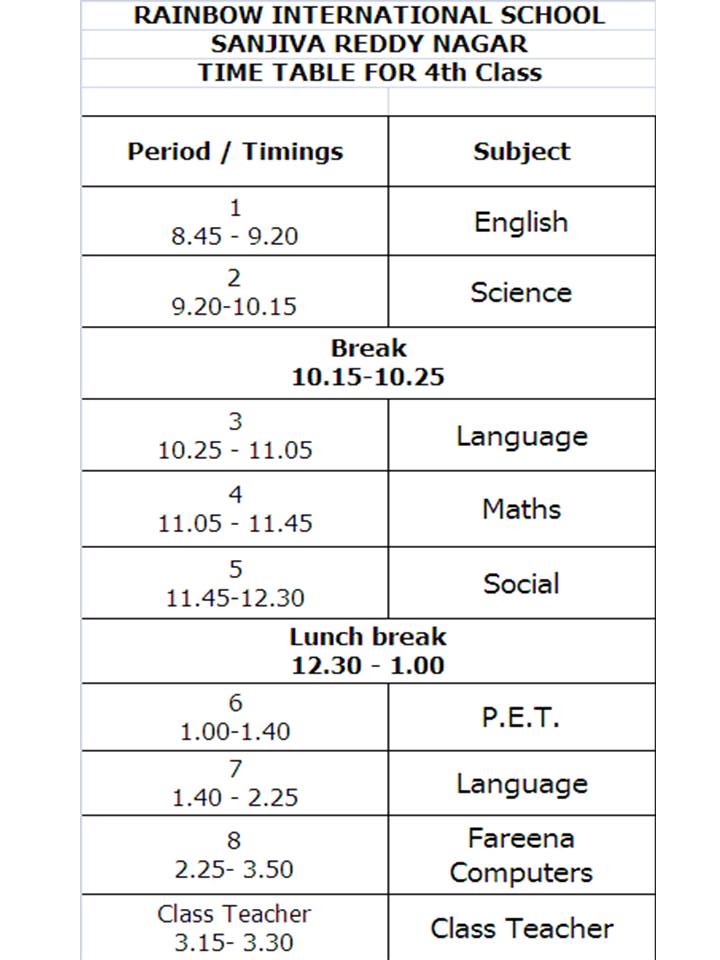 RAINBOW INTERNATIONAL SCHOOL
SANJIVA REDDY NAGAR
TIME TABLE FOR 4th Class
Period / Timings
Subject
1
8.45 - 9.20
English
2
9.20-10.15
Science
Break
10.15-10.25
3
10.25 - 11.05
Language
4
11.05 - 11.45
Maths
5
11.45-12.30
Social
Lunch break
12.30 - 1.00
6
1.00-1.40
P.E.T.
7
1.40 - 2.25
Language
8
2.25- 3.50
Fareena
Computers
Class Teacher
3.15- 3.30
Class Teacher